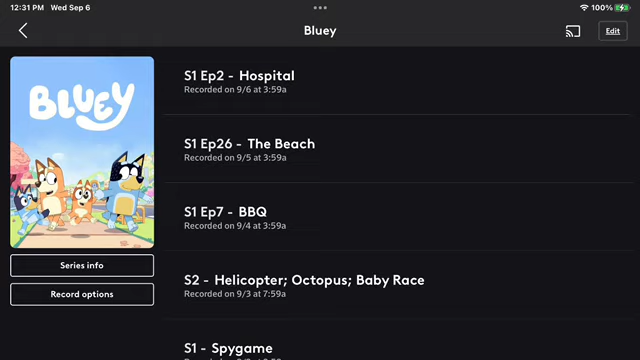 12:31 PM Wed Sep 6
100%
Bluey
Edit
BLUEY
Series info
Record options
S1 Ep2 - Hospital
Recorded on 9/6 at 3:59a
S1 Ep26 - The Beach
Recorded on 9/5 at 3:59a
S1 Ep7 - BBQ
Recorded on 9/4 at 3:59a
S2 - Helicopter; Octopus; Baby Race
Recorded on 9/3 at 7:59a
S1 - Spygame